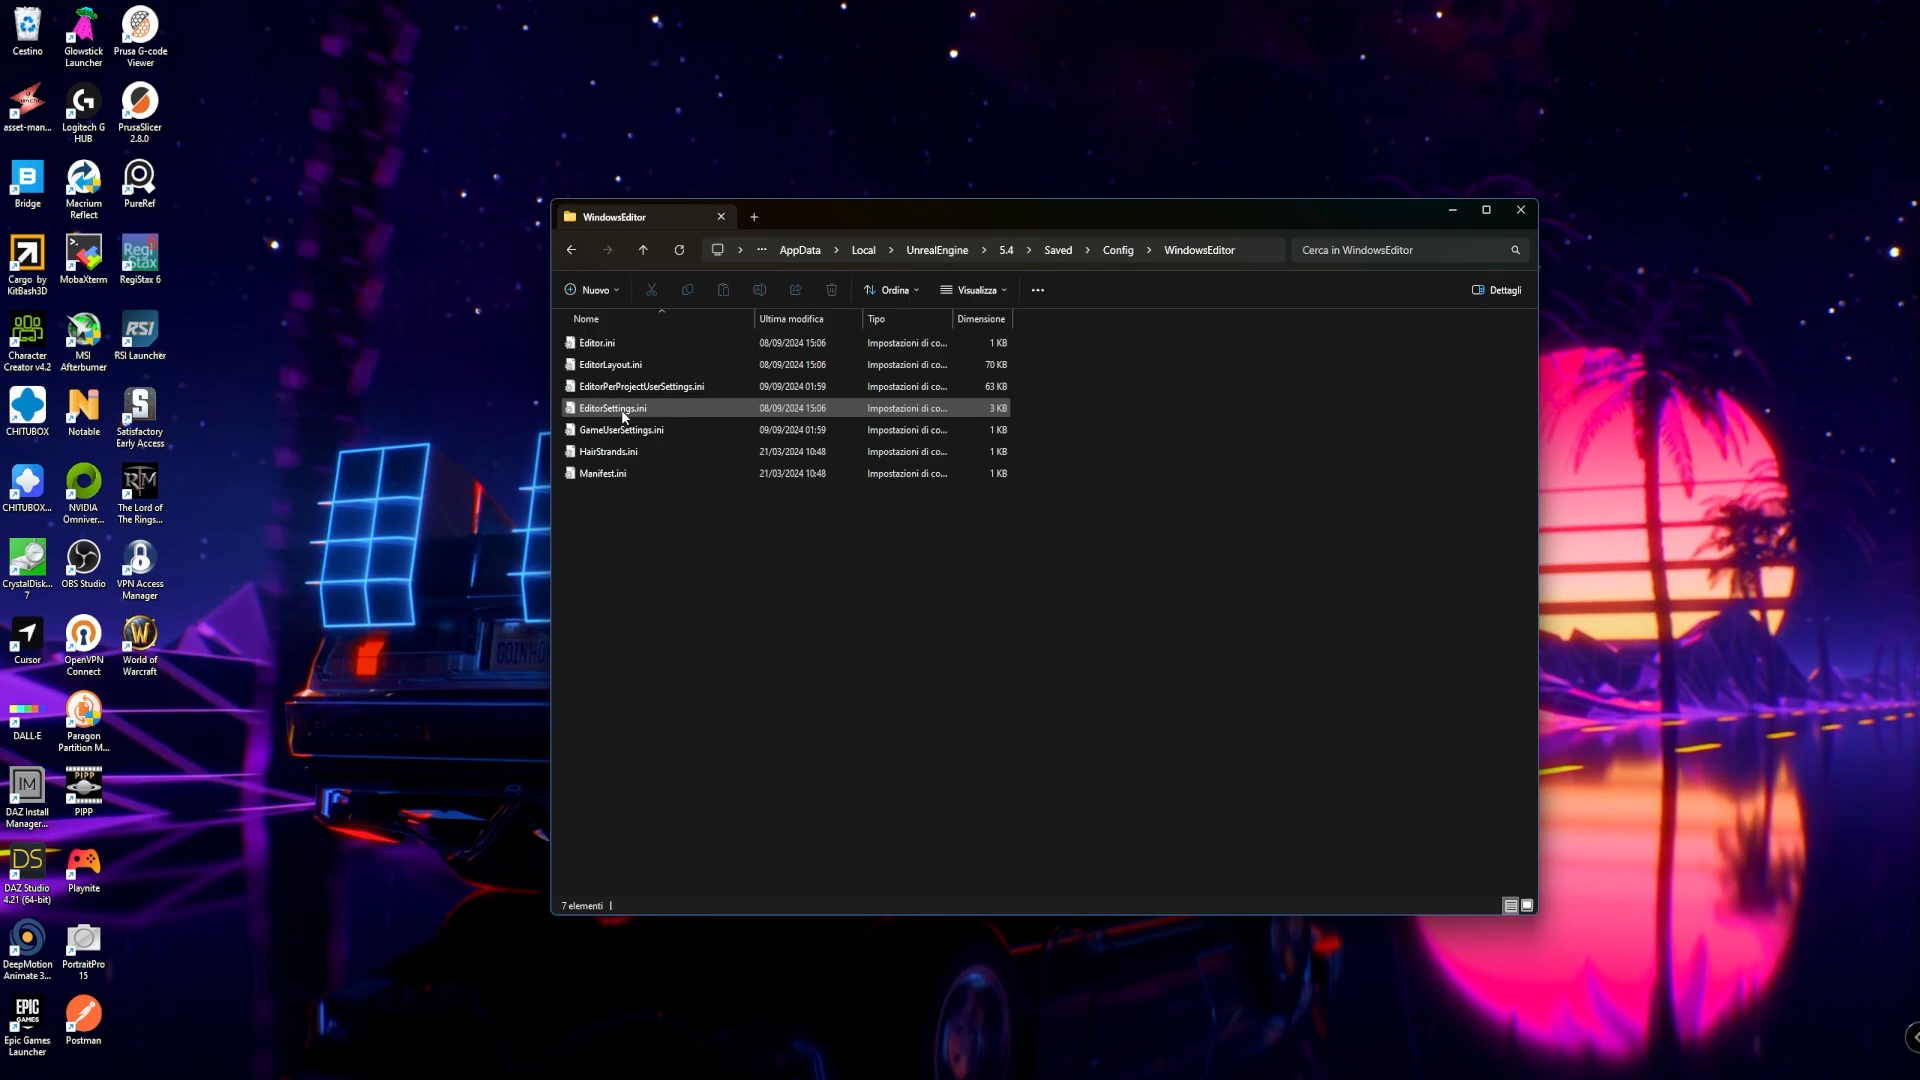 Cestino
Glowstick
Launcher
Prusa G-code
Viewer
asset-man...
Logitech G
HUB
PrusaSlicer
2.8.0
Bridge
Macrium
Reflect
PureRef
Cargo by
KitBash3D
MobaXterm
RegiStax 6
Character
Creator v4.2
MSI
Afterburner
RSI Launcher
CHITUBOX
Notable
Satisfactory
Early Access
CHITUBOX...
NVIDIA
Omniver...
The Lord of
The Rings...
CrystalDisk...
7
OBS Studio
VPN Access
Manager
Cursor
OpenVPN
Connect
World of
Warcraft
DALL·E
Paragon
Partition M...
DAZ Install
Manager...
PIPP
DAZ Studio
4.21 (64-bit)
Playnite
DeepMotion
Animate 3...
PortraitPro
15
Epic Games
Launcher
Postman
WindowsEditor
AppData > Local > UnrealEngine > 5.4 > Saved > Config > WindowsEditor
Cerca in WindowsEditor
Nuovo
Ordina
Visualizza
Dettagli
Nome Ultima modifica Tipo Dimensione
Editor.ini 08/09/2024 15:06 Impostazioni di co... 1 KB
EditorLayout.ini 08/09/2024 15:06 Impostazioni di co... 70 KB
EditorPerProjectUserSettings.ini 09/09/2024 01:59 Impostazioni di co... 63 KB
EditorSettings.ini 08/09/2024 15:06 Impostazioni di co... 3 KB
GameUserSettings.ini 09/09/2024 01:59 Impostazioni di co... 1 KB
HairStrands.ini 21/03/2024 10:48 Impostazioni di co... 1 KB
Manifest.ini 21/03/2024 10:48 Impostazioni di co... 1 KB
7 elementi